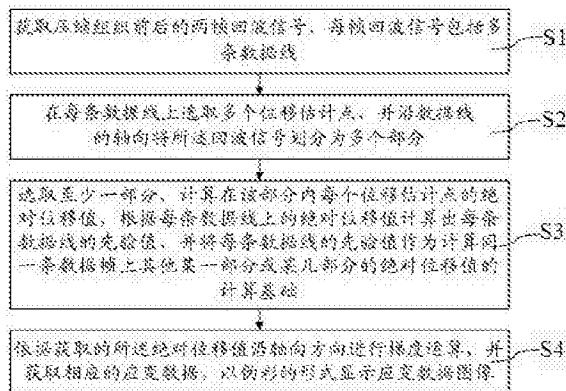 获取压缩组织前后的两帧回波信号，每帧回波信号包括多
条数据线
S1
在每条数据线上选取多个位移估计点，并沿数据线
的轴向将所述回波信号划分为多个部分
S2
选取至少一部分，计算在该部分内每个位移估计点的绝
对位移值，根据每条数据线上的绝对位移值计算出每条
数据线的先验值，并将每条数据线的先验值作为计算同
一条数据帧上其他某一部分或某几部分的绝对位移值的
计算基础
S3
依据获取的所述绝对位移值沿轴向方向进行梯度运算，并
获取相应的应变数据，以伪彩的形式显示应变数据图像
S4